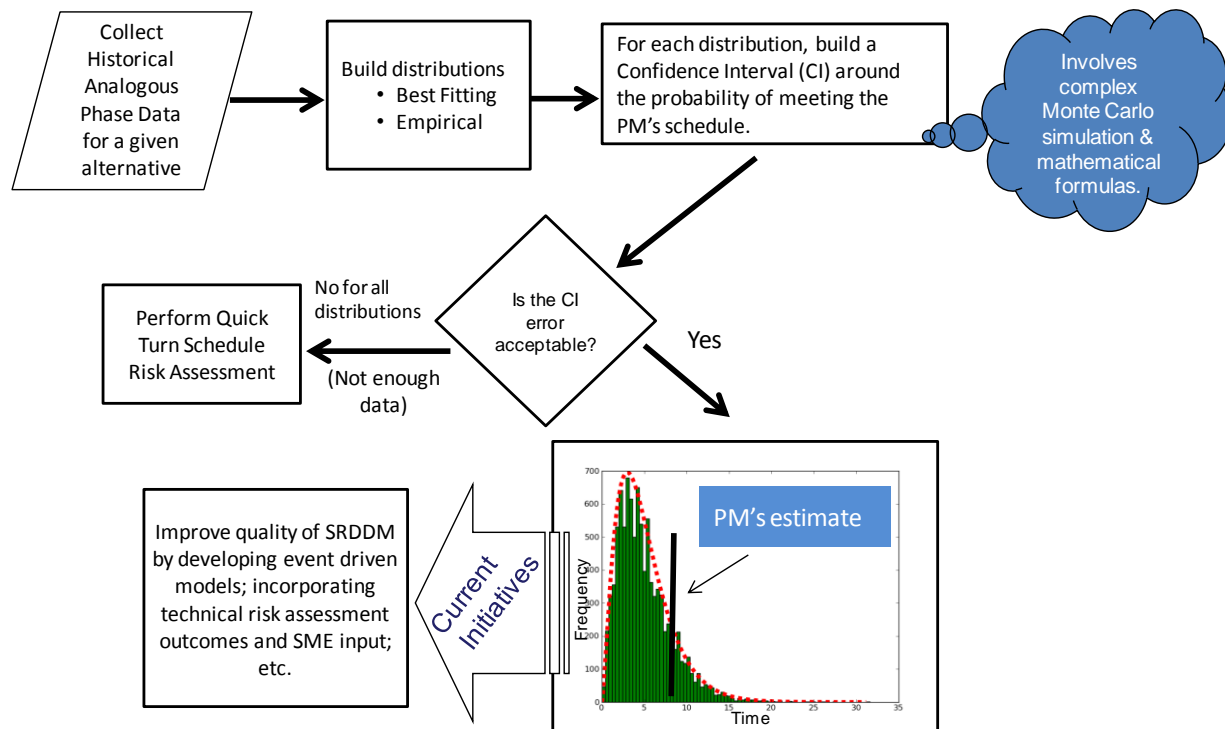 Collect
Historical
Analogous
Phase Data
for a given
alternative
Build distributions
• Best Fitting
• Empirical
For each distribution, build a
Confidence Interval (CI) around
the probability of meeting the
PM's schedule.
Involves
complex
Monte Carlo
simulation &
mathematical
formulas.
Is the CI
error
acceptable?
No for all
distributions
(Not enough
data)
Yes
Perform Quick
Turn Schedule
Risk Assessment
Improve quality of SRDDM
by developing event driven
models; incorporating
technical risk assessment
outcomes and SME input;
etc.
Current
Initiatives
PM's estimate
Frequency
700
600
500
400
300
200
100
0
0
5
10
15
20
25
30
35
Time